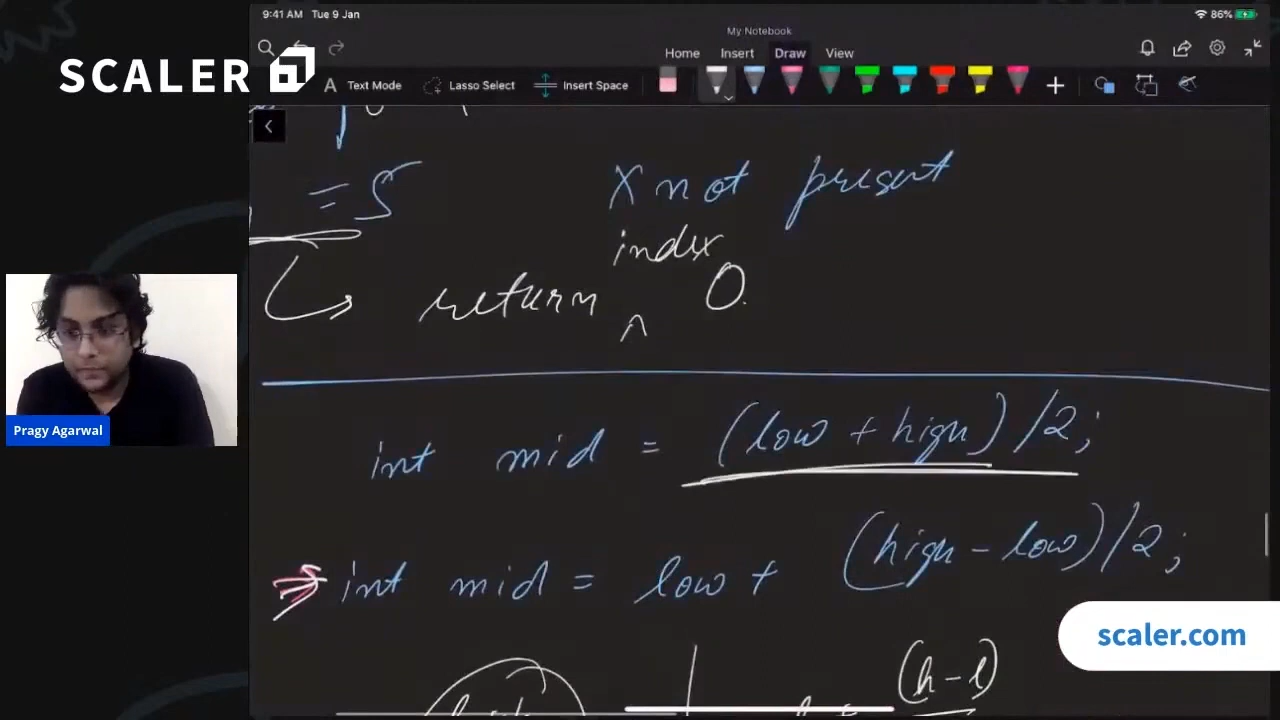 9:41 AM Tue 9 Jan
86%
My Notebook
Home Insert Draw View
SCALER
Text Mode Lasso Select Insert Space
= 5
X not present
index
return ^ 0.
int mid = (low + high) / 2;
int mid = low + (high - low) / 2;
Pragy Agarwal
scaler.com
(h - l)